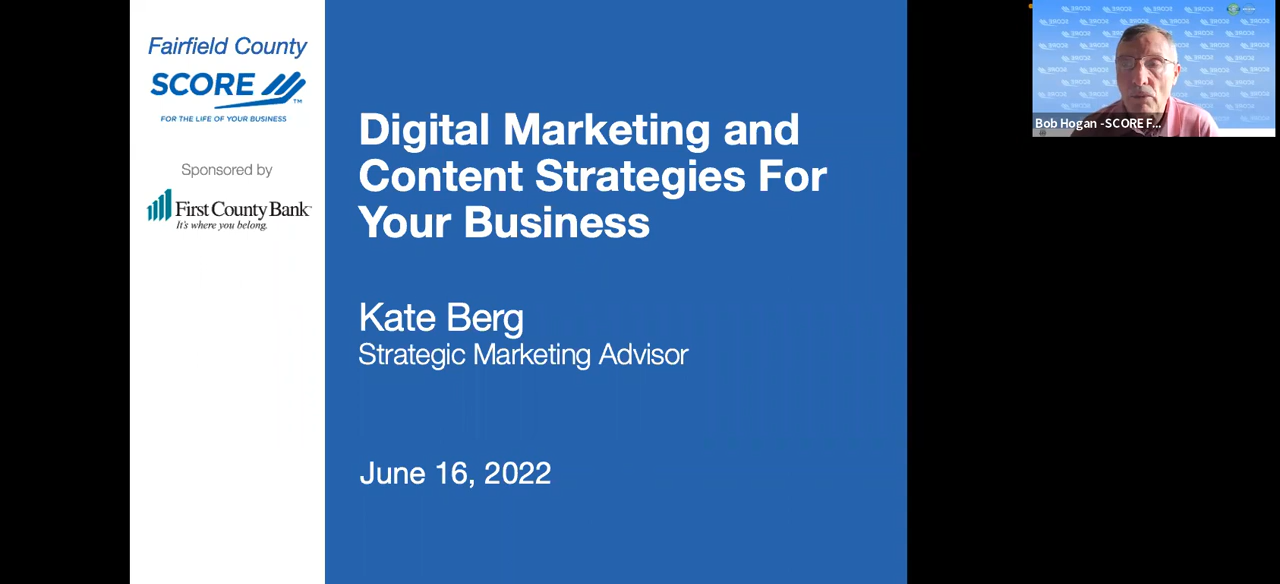 Fairfield County
SCORE
FOR THE LIFE OF YOUR BUSINESS
Sponsored by
First County Bank
It's where you belong.
Digital Marketing and
Content Strategies For
Your Business
Kate Berg
Strategic Marketing Advisor
June 16, 2022
Bob Hogan -SCORE F...